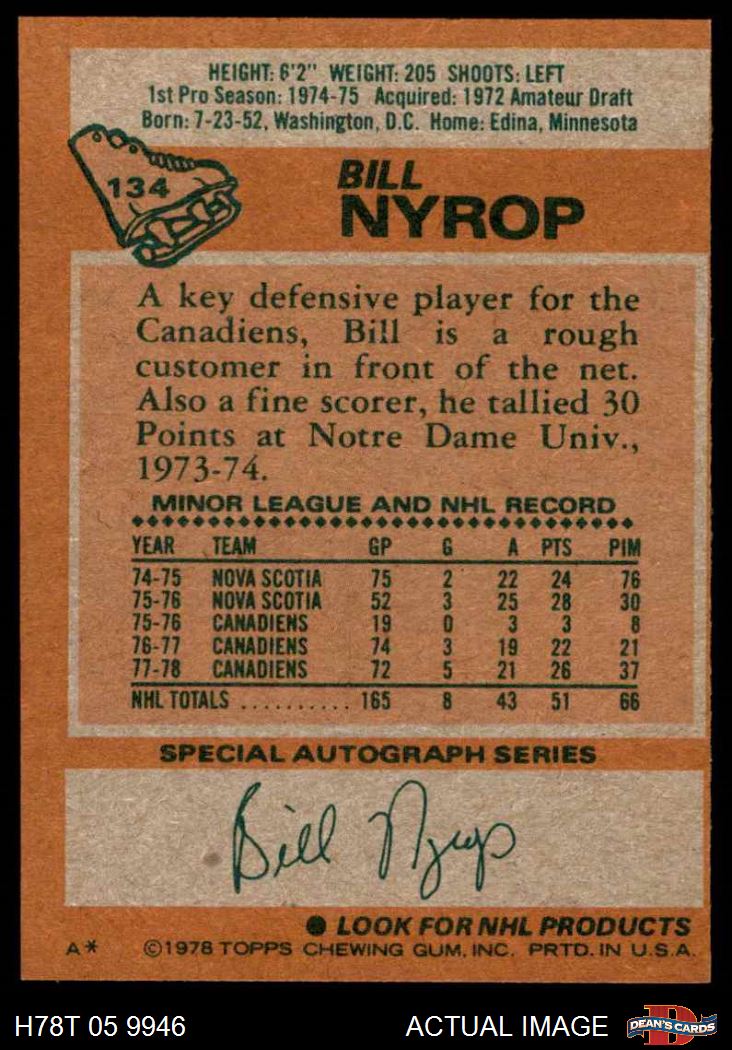 HEIGHT: 6'2" WEIGHT: 205 SHOOTS: LEFT
1st Pro Season: 1974-75 Acquired: 1972 Amateur Draft
Born: 7-23-52, Washington, D.C. Home: Edina, Minnesota
134
BILL
NYROP
A key defensive player for the
Canadiens, Bill is a rough
customer in front of the net.
Also a fine scorer, he tallied 30
Points at Notre Dame Univ.,
1973-74.
MINOR LEAGUE AND NHL RECORD
YEAR TEAM GP G A PTS PIM
74-75 NOVA SCOTIA 75 2 22 24 76
75-76 NOVA SCOTIA 52 3 25 28 30
75-76 CANADIENS 19 0 3 3 8
76-77 CANADIENS 74 3 19 22 21
77-78 CANADIENS 72 5 21 26 37
NHL TOTALS .......... 165 8 43 51 66
SPECIAL AUTOGRAPH SERIES
Bill Nyrop
● LOOK FOR NHL PRODUCTS
A* ©1978 TOPPS CHEWING GUM, INC. PRTD. IN U.S.A.
H78T 05 9946 ACTUAL IMAGE D DEAN'S CARDS